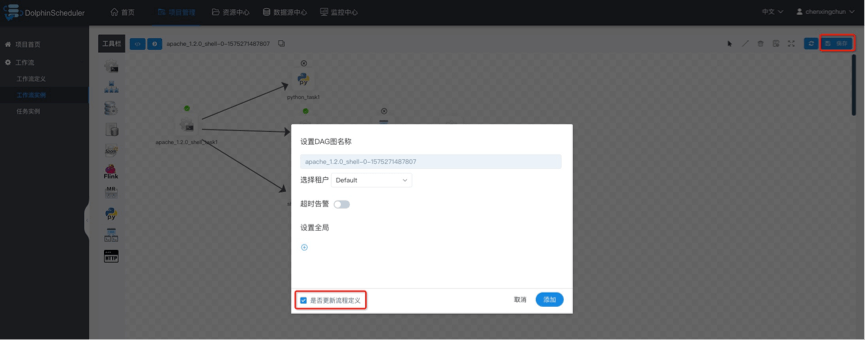 DolphinScheduler
首页
项目管理
资源中心
数据源中心
监控中心
中文
chenxingchun
项目首页
工具栏
apache_1.2.0_shell-0-1575271487807
保存
工作流
工作流定义
工作流实例
任务实例
python_task1
apache_1.2.0_shell_task1
Flink
HTTP
设置DAG图名称
apache_1.2.0_shell-0-1575271487807
选择租户
Default
超时告警
设置全局
是否更新流程定义
取消
添加